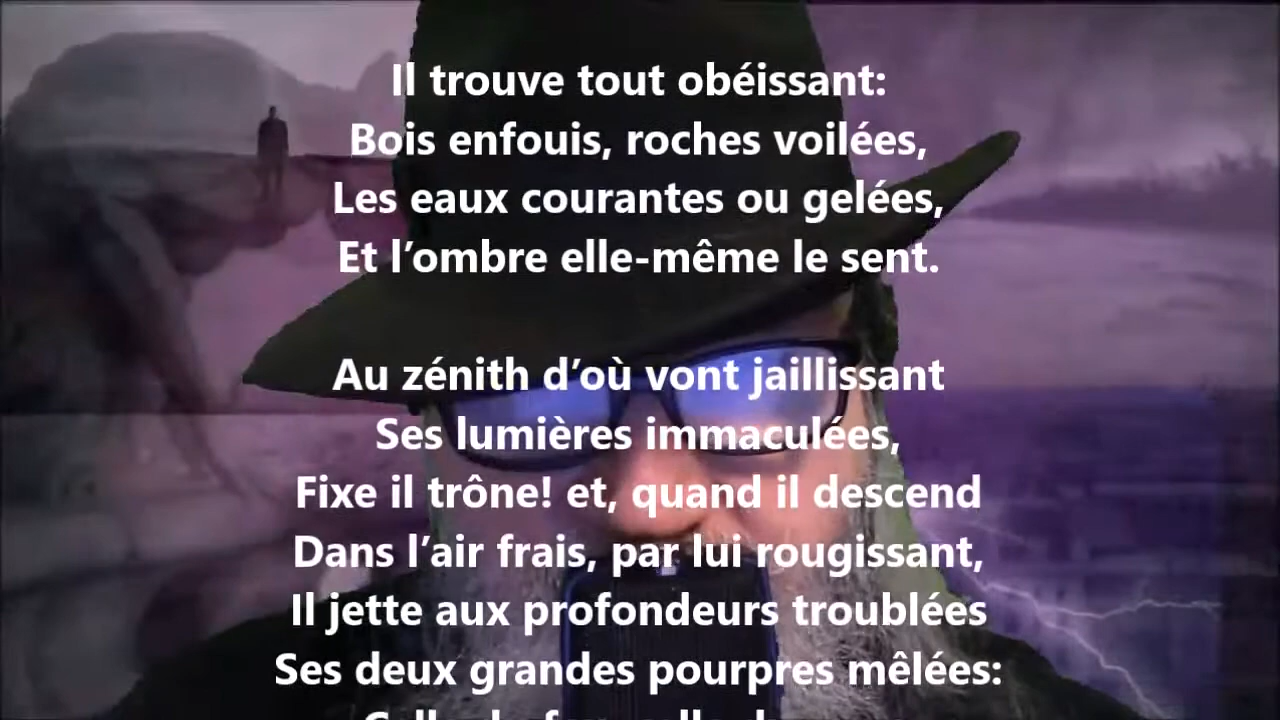 Il trouve tout obéissant:
Bois enfouis, roches voilées,
Les eaux courantes ou gelées,
Et l’ombre elle-même le sent.
Au zénith d’où vont jaillissant
Ses lumières immaculées,
Fixe il trône! et, quand il descend
Dans l’air frais, par lui rougissant,
Il jette aux profondeurs troublées
Ses deux grandes pourpres mêlées: